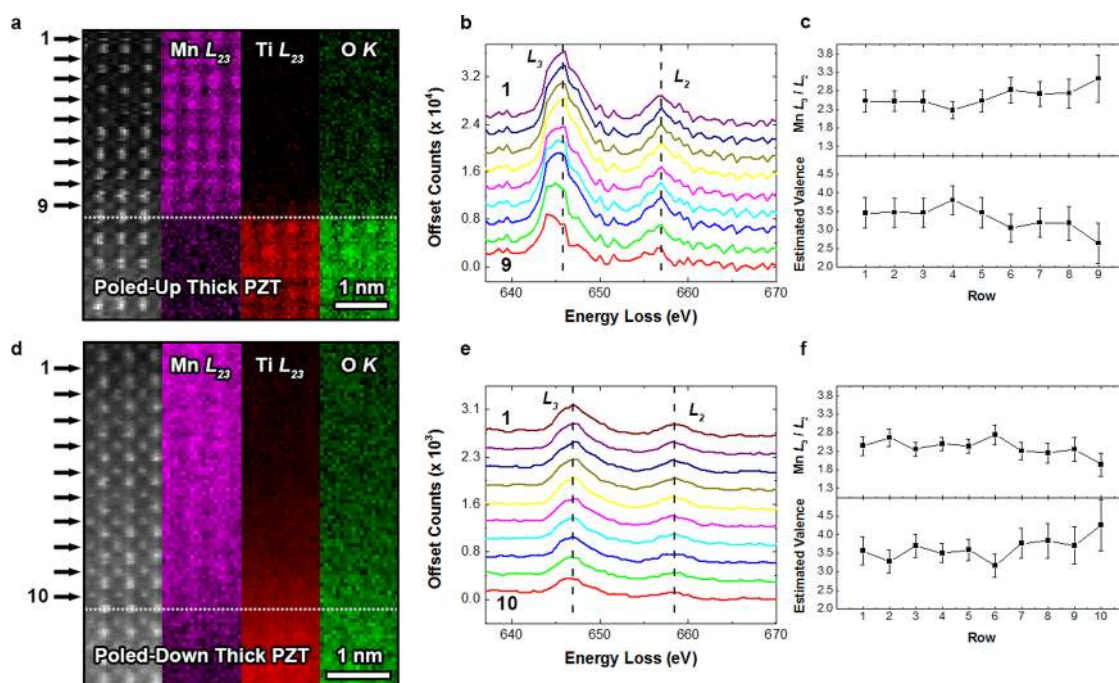 a
1
9
Mn L23
Ti L23
O K
Poled-Up Thick PZT
1 nm
b
L3
L2
1
9
Offset Counts (x 10^4)
3.2
2.4
1.6
0.8
0.0
640
650
660
670
Energy Loss (eV)
c
Mn L3 / L2
3.8
3.3
2.8
2.3
1.8
1.3
Estimated Valence
4.5
4.0
3.5
3.0
2.5
2.0
1 2 3 4 5 6 7 8 9
Row
d
1
10
Mn L23
Ti L23
O K
Poled-Down Thick PZT
1 nm
e
L3
L2
1
10
Offset Counts (x 10^3)
3.1
2.3
1.6
0.8
0.0
640
650
660
670
Energy Loss (eV)
f
Mn L3 / L2
3.8
3.3
2.8
2.3
1.8
1.3
Estimated Valence
4.5
4.0
3.5
3.0
2.5
2.0
1 2 3 4 5 6 7 8 9 10
Row